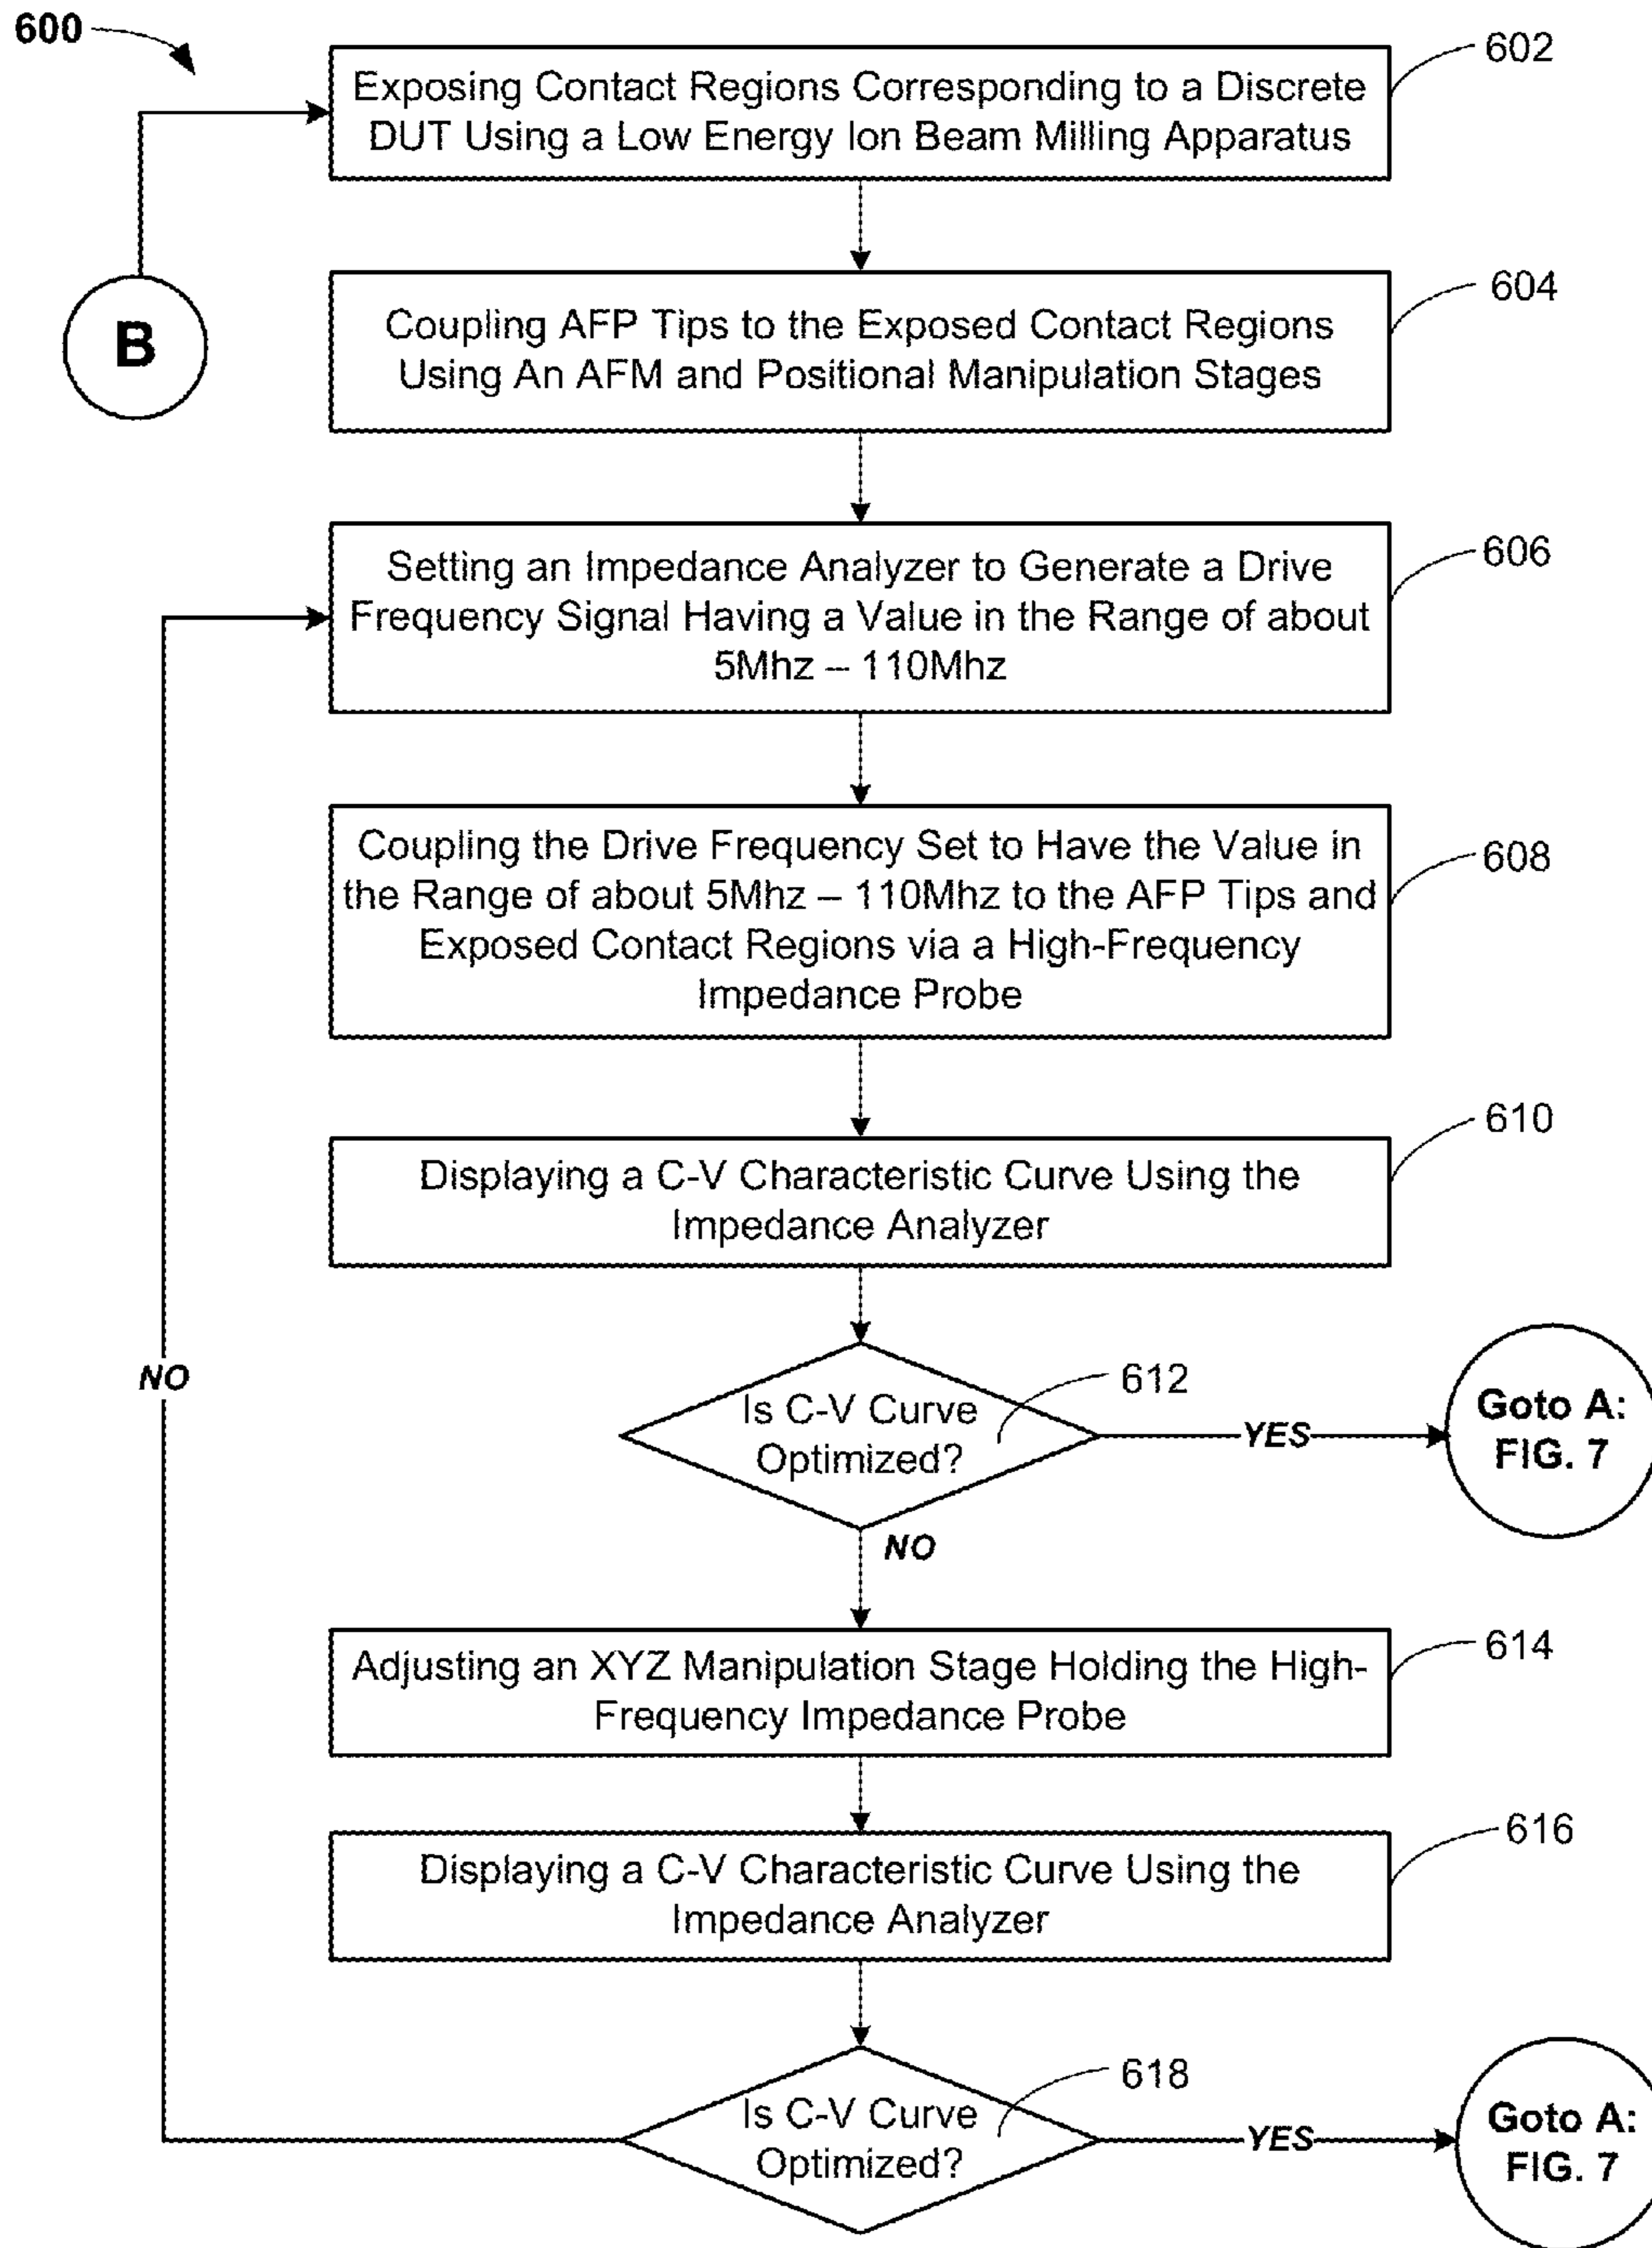 600
602
Exposing Contact Regions Corresponding to a Discrete
DUT Using a Low Energy Ion Beam Milling Apparatus
B
604
Coupling AFP Tips to the Exposed Contact Regions
Using An AFM and Positional Manipulation Stages
606
Setting an Impedance Analyzer to Generate a Drive
Frequency Signal Having a Value in the Range of about
5Mhz – 110Mhz
608
Coupling the Drive Frequency Set to Have the Value in
the Range of about 5Mhz – 110Mhz to the AFP Tips and
Exposed Contact Regions via a High-Frequency
Impedance Probe
610
Displaying a C-V Characteristic Curve Using the
Impedance Analyzer
NO
612
Is C-V Curve
Optimized?
YES
Goto A:
FIG. 7
NO
614
Adjusting an XYZ Manipulation Stage Holding the High-
Frequency Impedance Probe
616
Displaying a C-V Characteristic Curve Using the
Impedance Analyzer
618
Is C-V Curve
Optimized?
YES
Goto A:
FIG. 7